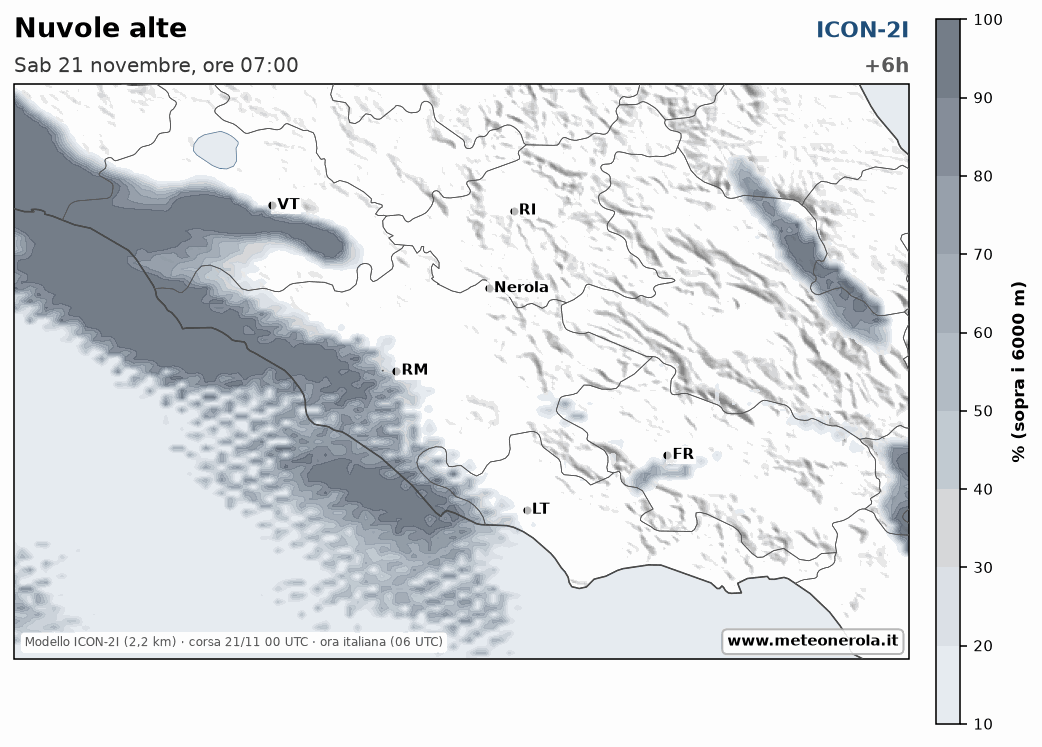 Nuvole alte
ICON-2I
Sab 21 novembre, ore 07:00
+6h
100
90
80
70
60
50
40
30
20
10
% (sopra i 6000 m)
VT
RI
Nerola
RM
FR
LT
Modello ICON-2I (2,2 km) · corsa 21/11 00 UTC · ora italiana (06 UTC)
www.meteonerola.it